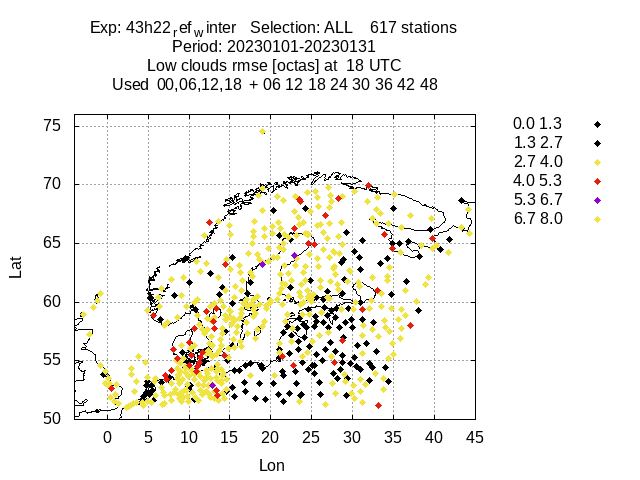 Exp: 43h22refwinter   Selection: ALL    617 stations
Period: 20230101-20230131
Low clouds rmse [octas] at  18 UTC
Used  00,06,12,18  + 06 12 18 24 30 36 42 48
75
70
65
60
55
50
Lat
0 5 10 15 20 25 30 35 40 45
Lon
0.0 1.3
1.3 2.7
2.7 4.0
4.0 5.3
5.3 6.7
6.7 8.0